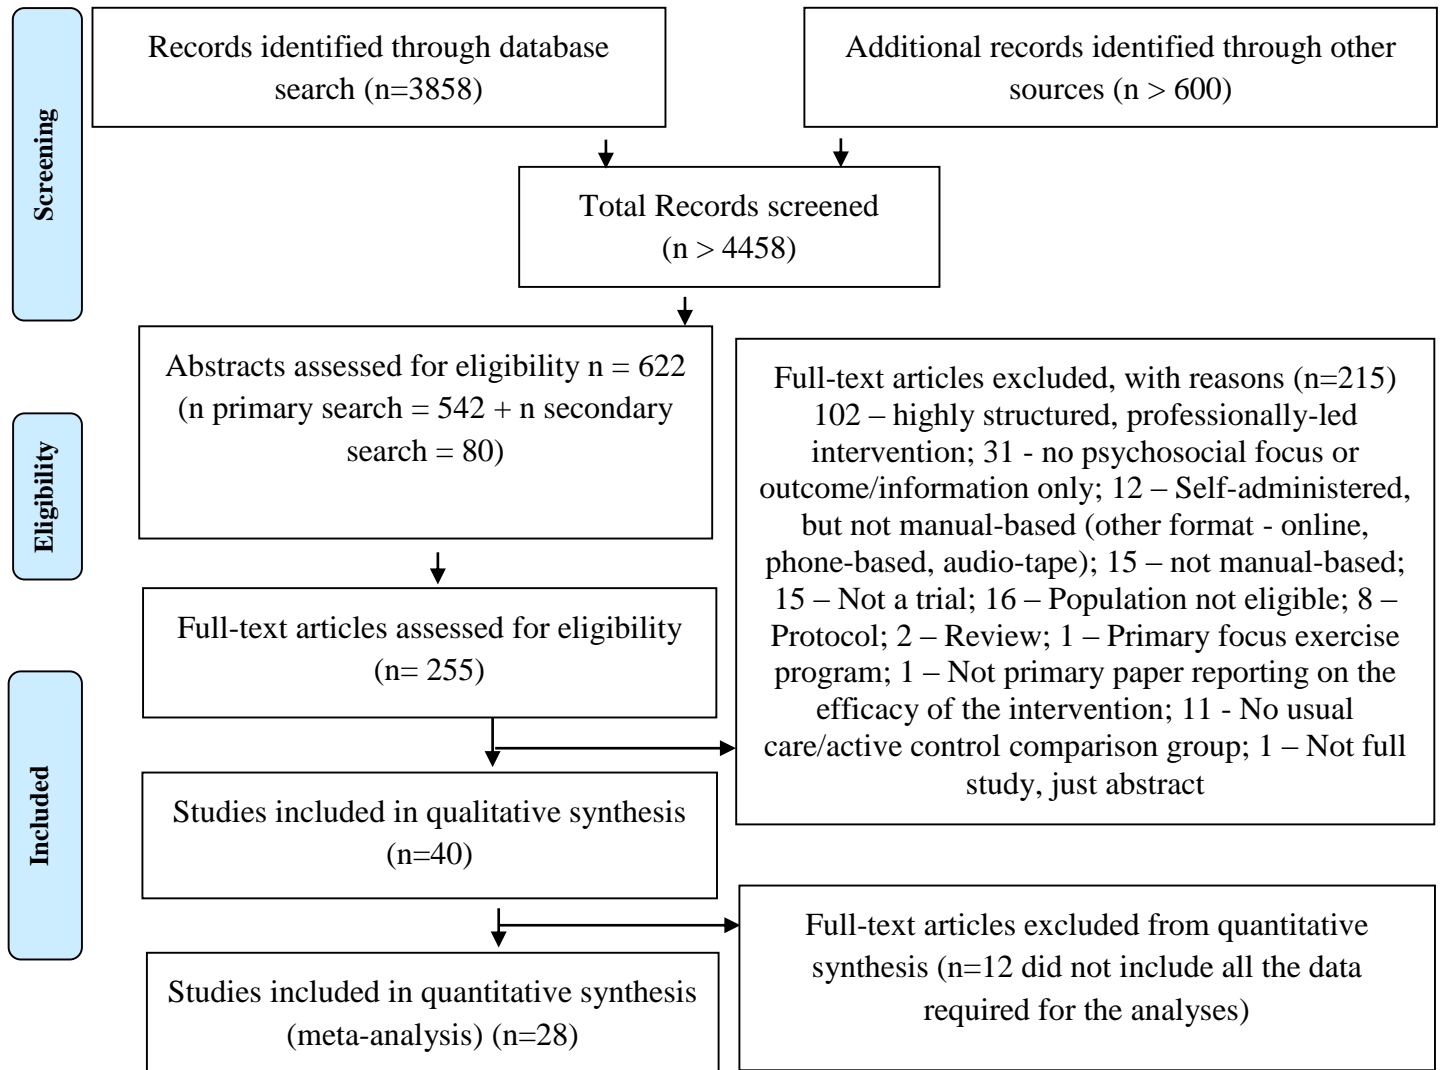 Screening
Records identified through database
search (n=3858)
Additional records identified through other
sources (n > 600)
Total Records screened
(n > 4458)
Eligibility
Abstracts assessed for eligibility n = 622
(n primary search = 542 + n secondary
search = 80)
Full-text articles assessed for eligibility
(n= 255)
Full-text articles excluded, with reasons (n=215)
102 – highly structured, professionally-led
intervention; 31 - no psychosocial focus or
outcome/information only; 12 – Self-administered,
but not manual-based (other format - online,
phone-based, audio-tape); 15 – not manual-based;
15 – Not a trial; 16 – Population not eligible; 8 –
Protocol; 2 – Review; 1 – Primary focus exercise
program; 1 – Not primary paper reporting on the
efficacy of the intervention; 11 - No usual
care/active control comparison group; 1 – Not full
study, just abstract
Included
Studies included in qualitative synthesis
(n=40)
Full-text articles excluded from quantitative
synthesis (n=12 did not include all the data
required for the analyses)
Studies included in quantitative synthesis
(meta-analysis) (n=28)